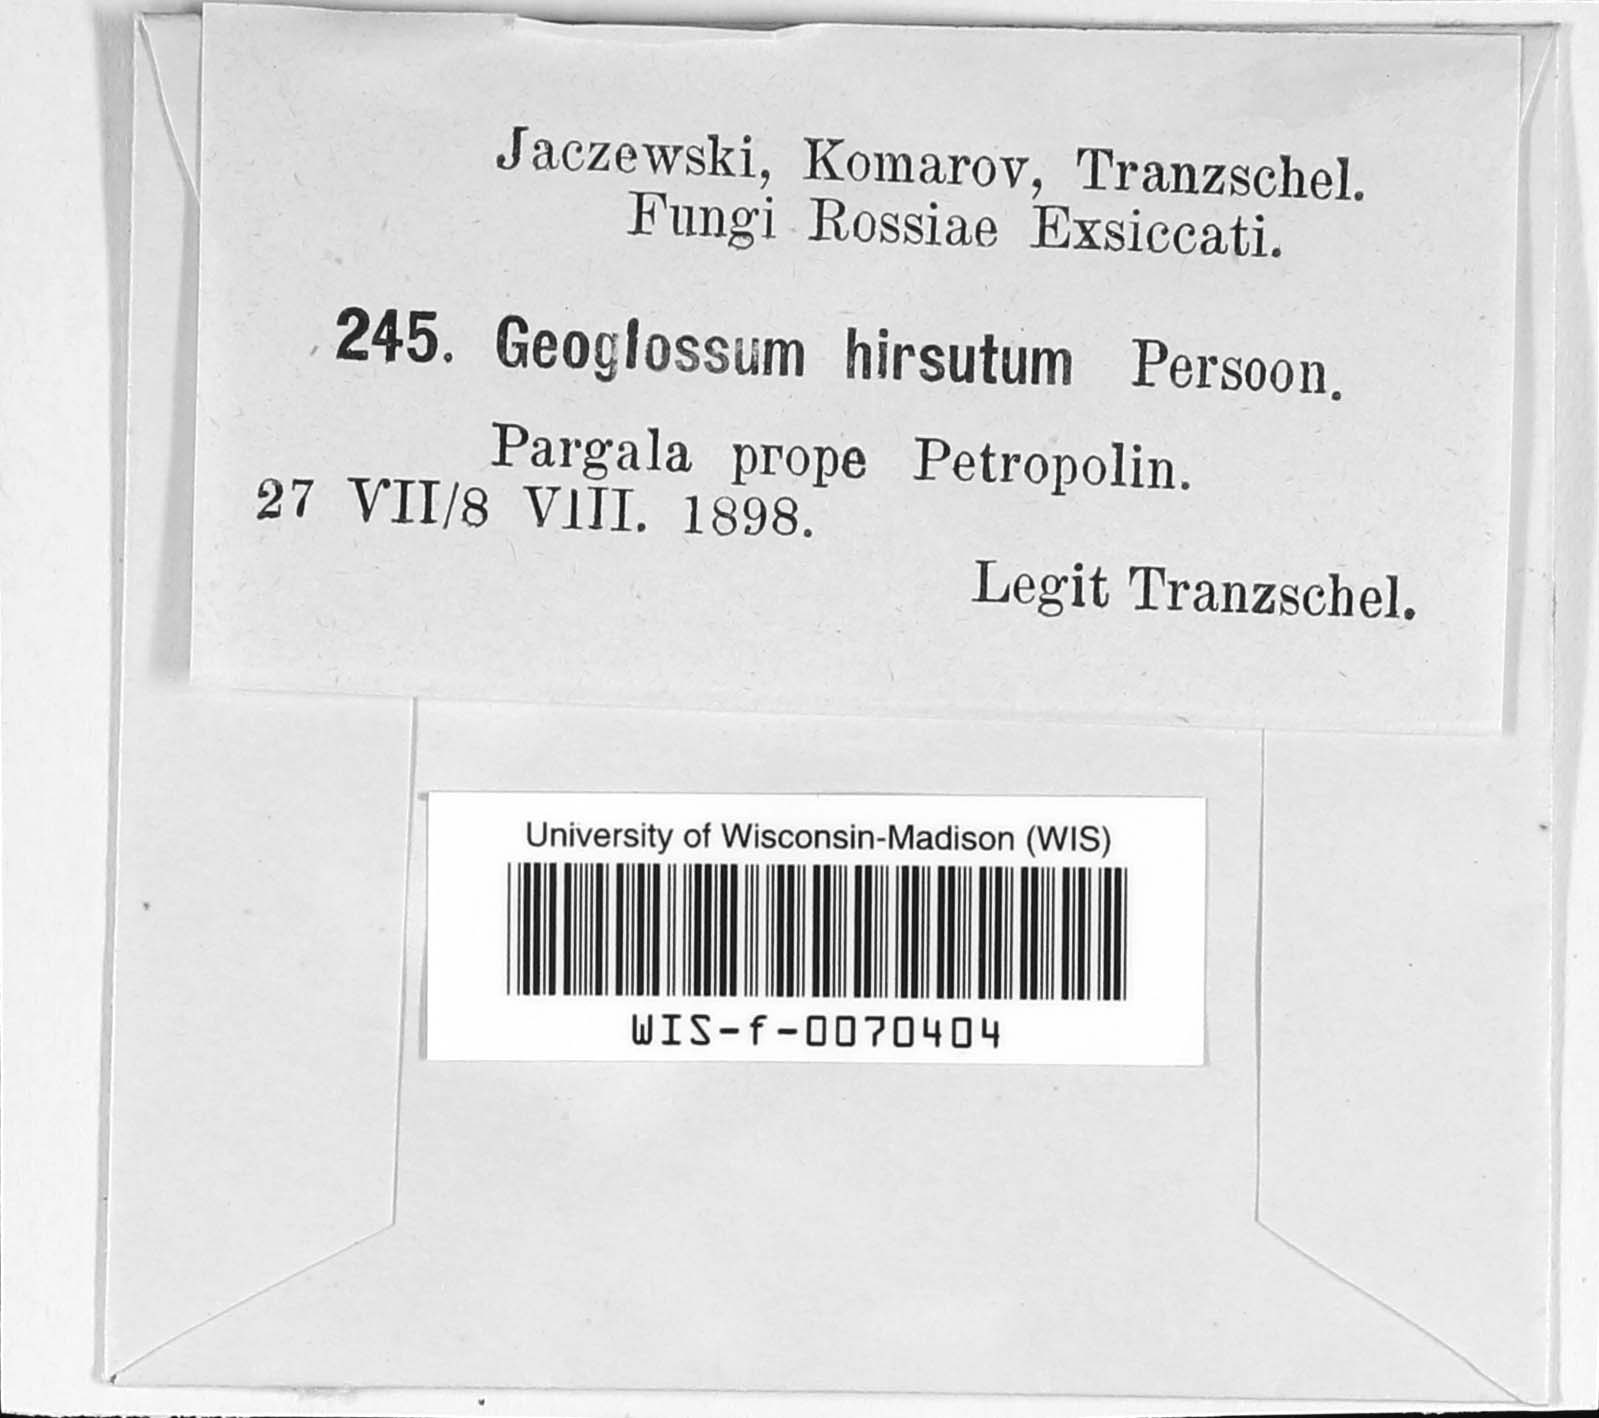 Jaczewski, Komarov, Tranzschel.
Fungi Rossiae Exsiccati.
245. Geoglossum hirsutum Persoon.
Pargala prope Petropolin.
27 VII/8 VIII. 1898.
Legit Tranzschel.
University of Wisconsin-Madison (WIS)
WIS-f-0070404